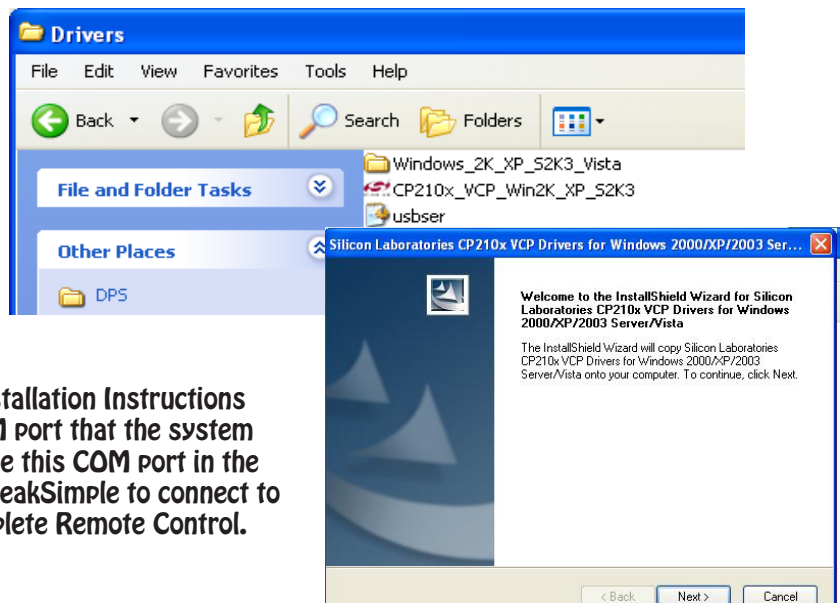 Drivers
File Edit View Favorites Tools Help
Back Search Folders
Windows_2K_XP_S2K3_Vista
File and Folder Tasks
CP210x_VCP_Win2K_XP_S2K3
usbser
Other Places
DPS
Silicon Laboratories CP210x VCP Drivers for Windows 2000/XP/2003 Ser...
Welcome to the InstallShield Wizard for Silicon
Laboratories CP210x VCP Drivers for Windows
2000/XP/2003 Server/Vista
The InstallShield Wizard will copy Silicon Laboratories
CP210x VCP Drivers for Windows 2000/XP/2003
Server/Vista onto your computer. To continue, click Next.
< Back Next > Cancel
stallation Instructions
port that the system
e this COM port in the
eakSimple to connect to
plete Remote Control.